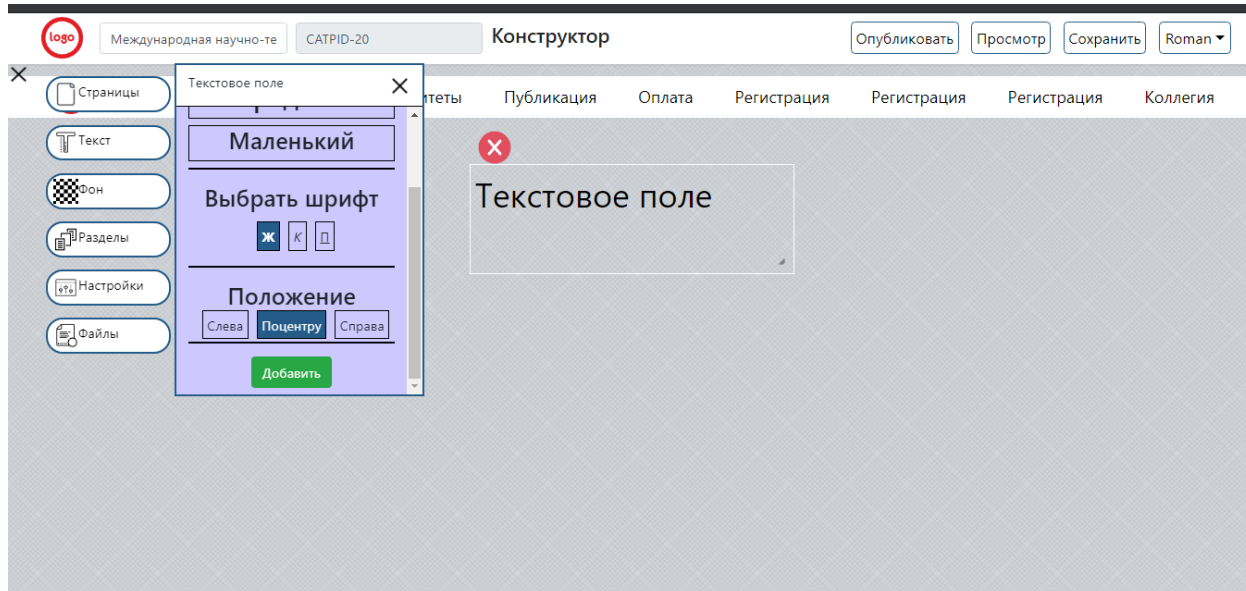 logo
Международная научно-те
CATPID-20
Конструктор
Опубликовать
Просмотр
Сохранить
Roman
Страницы
Текст
Фон
Разделы
Настройки
Файлы
Текстовое поле
Маленький
Выбрать шрифт
Ж К П
Положение
Слева Поцентру Справа
Добавить
итеты Публикация Оплата Регистрация Регистрация Регистрация Коллегия
Текстовое поле